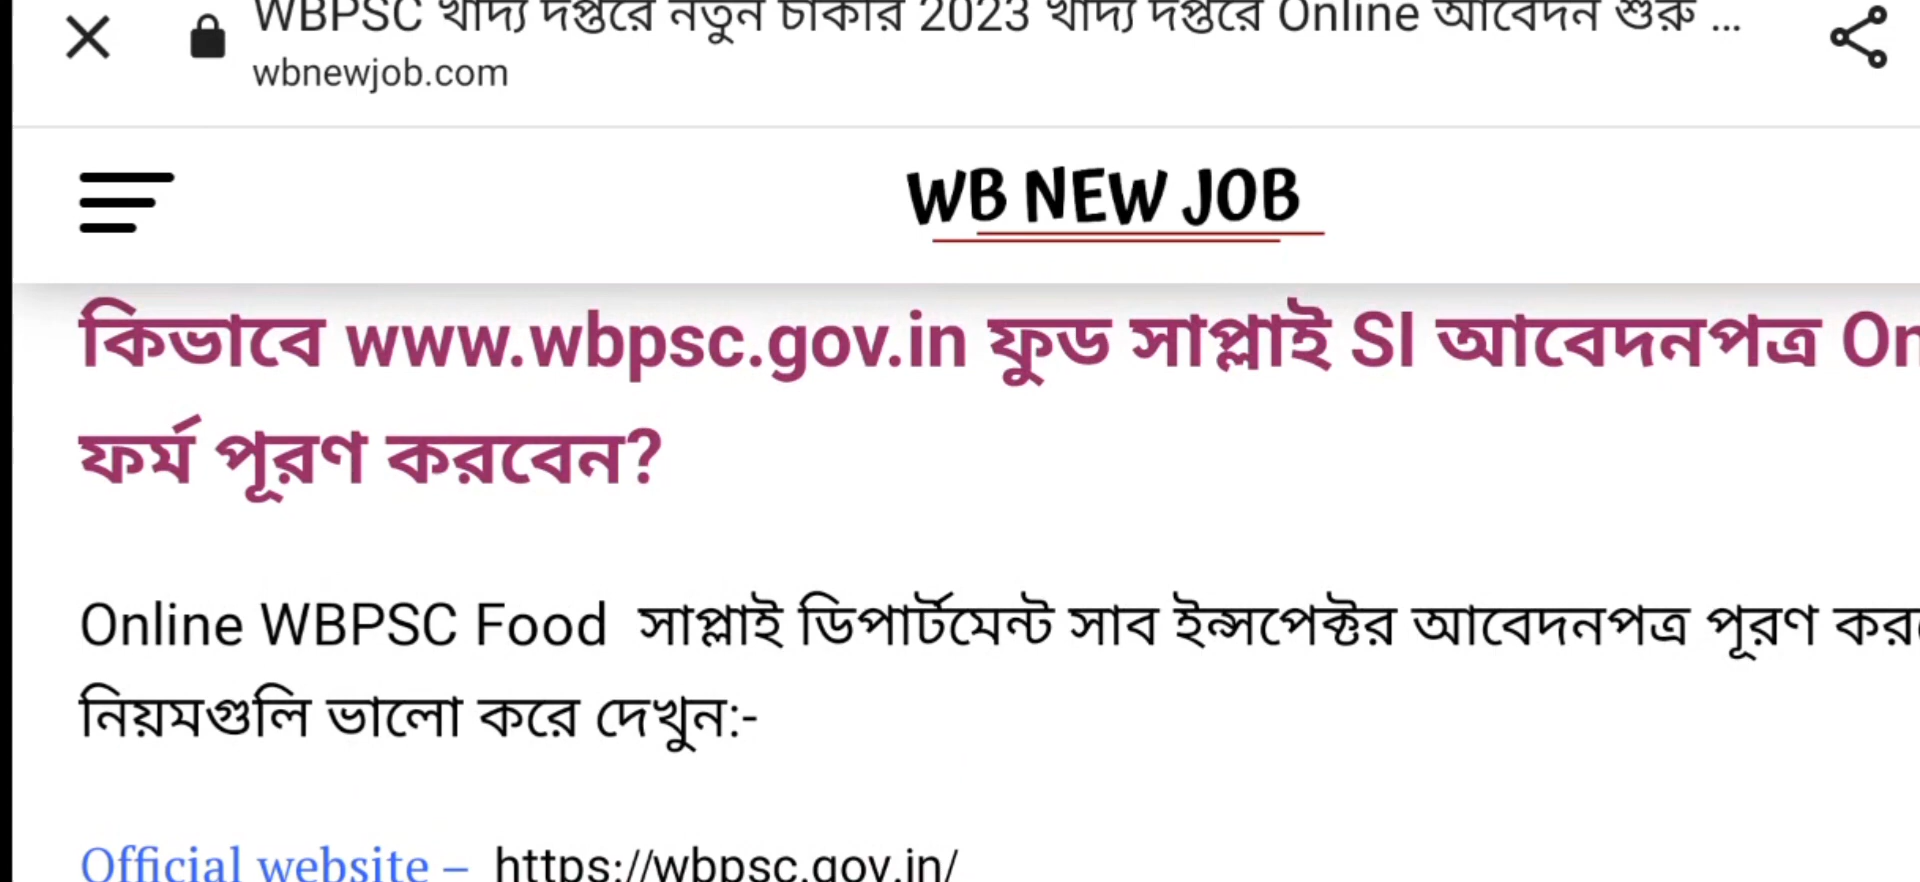 WBPSC খাদ্য দপ্তরে নতুন চাকরি 2023 খাদ্য দপ্তরে Online আবেদন শুরু ...
wbnewjob.com
WB NEW JOB
কিভাবে www.wbpsc.gov.in ফুড সাপ্লাই SI আবেদনপত্র
ফর্ম পূরণ করবেন?
Online WBPSC Food সাপ্লাই ডিপার্টমেন্ট সাব ইন্সপেক্টর আবেদনপত্র পূরণ
নিয়মগুলি ভালো করে দেখুন:-
Official website – https://wbpsc.gov.in/